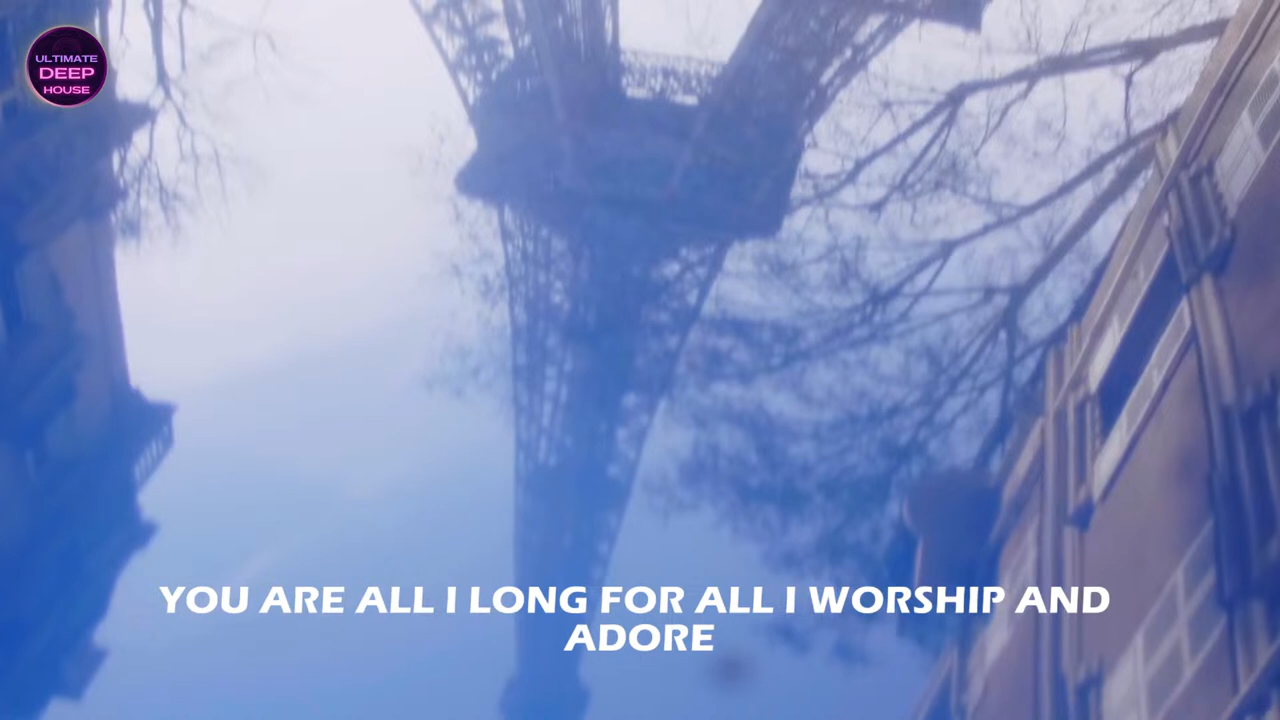 ULTIMATE
DEEP
HOUSE
YOU ARE ALL I LONG FOR ALL I WORSHIP AND
ADORE